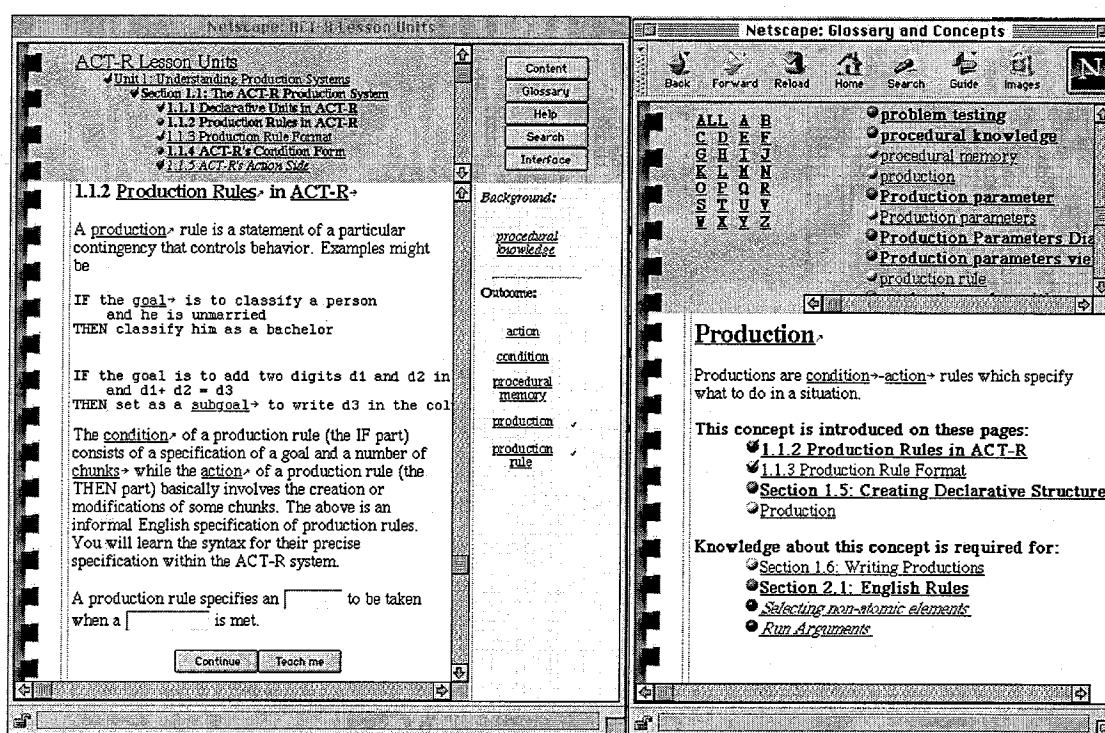 Netscape: ACT-R Lesson Units
ACT-R Lesson Units
Unit 1: Understanding Production Systems
Section 1.1: The ACT-R Production System
1.1.1 Declarative Units in ACT-R
1.1.2 Production Rules in ACT-R
1.1.3 Production Rule Format
1.1.4 ACT-R's Condition Form
1.1.5 ACT-R's Action Side
Content
Glossary
Help
Search
Interface
1.1.2 Production Rules in ACT-R
A production rule is a statement of a particular
contingency that controls behavior. Examples might
be
IF the goal is to classify a person
and he is unmarried
THEN classify him as a bachelor
IF the goal is to add two digits d1 and d2 in
and d1+ d2 = d3
THEN set as a subgoal to write d3 in the col
The condition of a production rule (the IF part)
consists of a specification of a goal and a number of
chunks while the action of a production rule (the
THEN part) basically involves the creation or
modifications of some chunks. The above is an
informal English specification of production rules.
You will learn the syntax for their precise
specification within the ACT-R system.
A production rule specifies an to be taken
when a is met.
Continue
Teach me
Background:
procedural
knowledge
Outcome:
action
condition
procedural
memory
production
production
rule
Netscape: Glossary and Concepts
Back
Forward
Reload
Home
Search
Guide
Images
N
ALL A B
C D E F
G H I J
K L M N
O P Q R
S T U V
W X Y Z
problem testing
procedural knowledge
procedural memory
production
Production parameter
Production parameters
Production Parameters Dia
Production parameters vie
production rule
Production
Productions are condition-action rules which specify
what to do in a situation.
This concept is introduced on these pages:
1.1.2 Production Rules in ACT-R
1.1.3 Production Rule Format
Section 1.5: Creating Declarative Structure
Production
Knowledge about this concept is required for:
Section 1.6: Writing Productions
Section 2.1: English Rules
Selecting non-atomic elements
Run Arguments